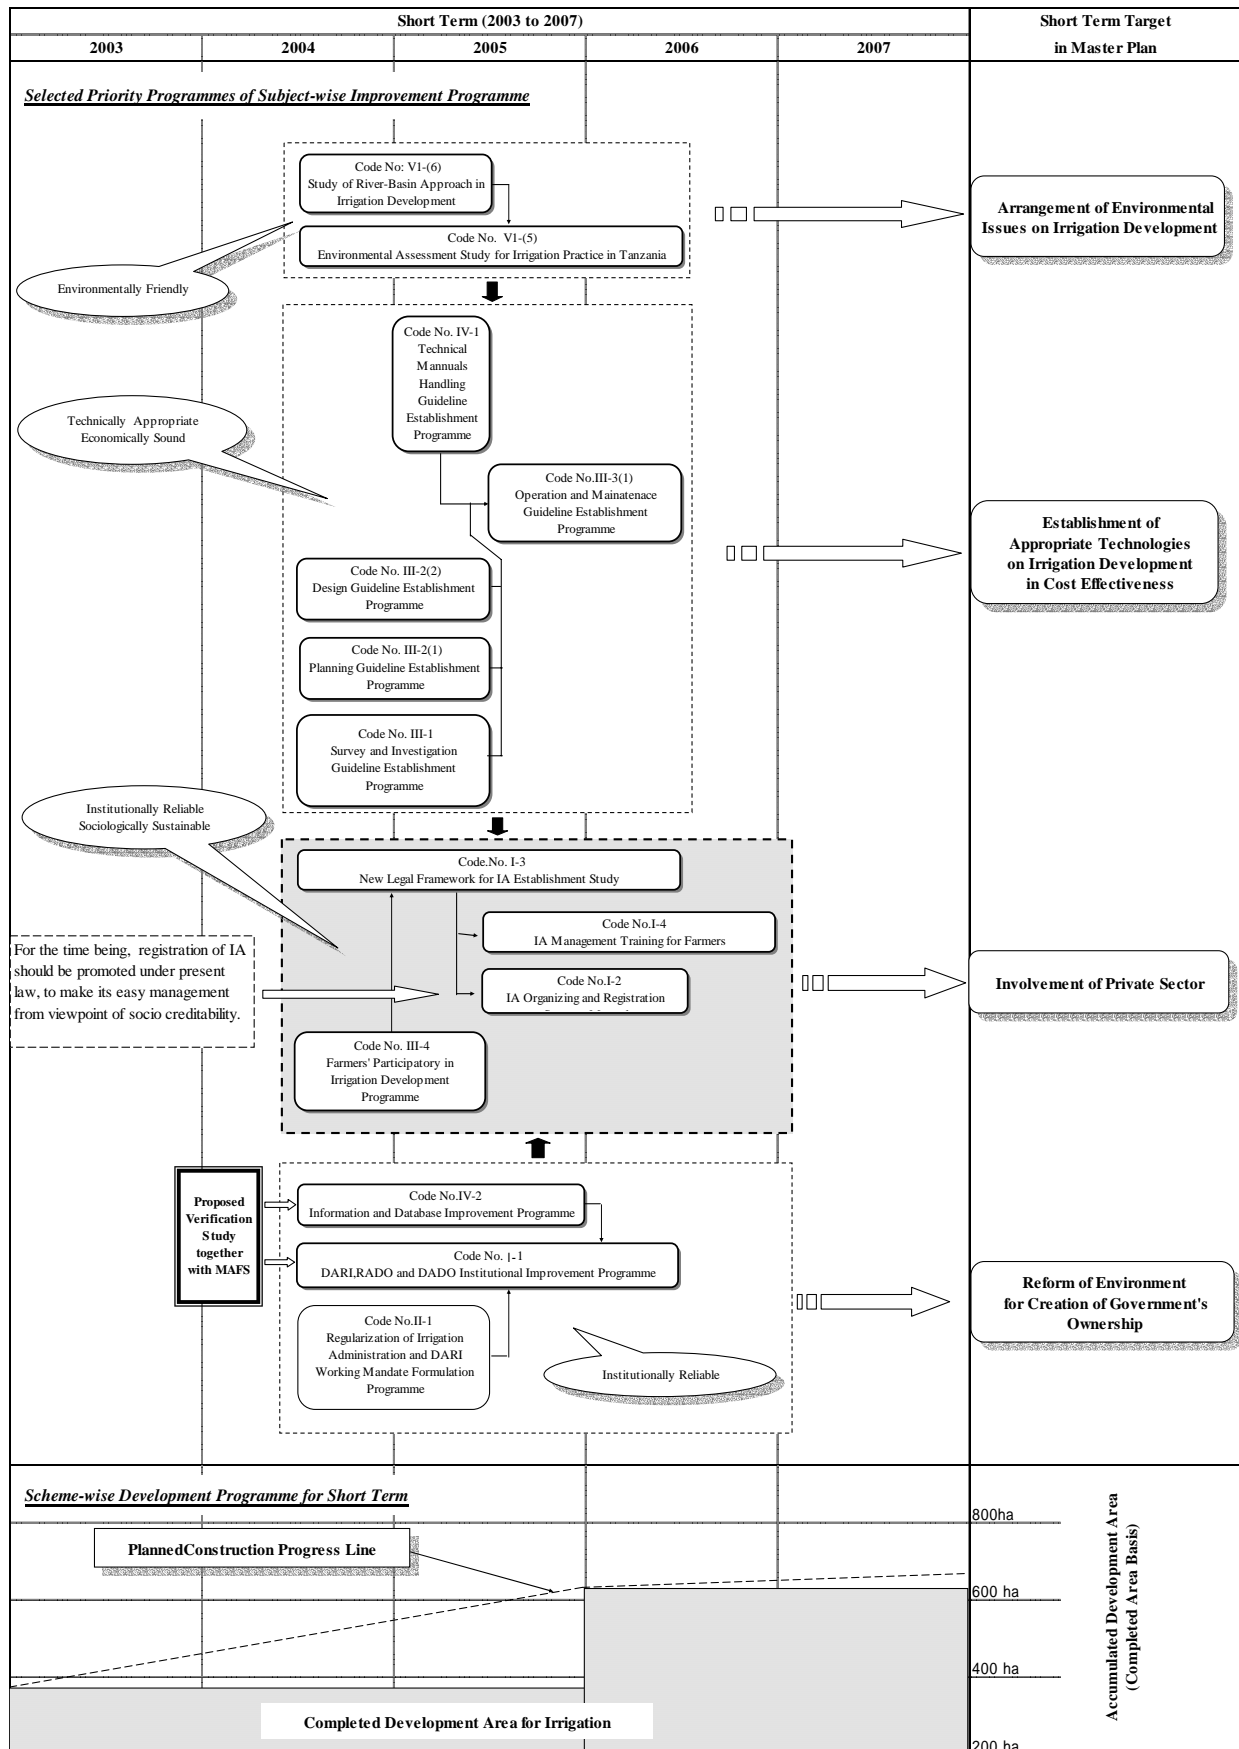 Short Term (2003 to 2007)
Short Term Target
in Master Plan
2003
2004
2005
2006
2007
Selected Priority Programmes of Subject-wise Improvement Programme
Code No: V1-(6)
Study of River-Basin Approach in
Irrigation Development
Code No. V1-(5)
Environmental Assessment Study for Irrigation Practice in Tanzania
Arrangement of Environmental
Issues on Irrigation Development
Environmentally Friendly
Code No. IV-1
Technical
Mannuals
Handling
Guideline
Establishment
Programme
Technically Appropriate
Economically Sound
Code No.III-3(1)
Operation and Mainatenace
Guideline Establishment
Programme
Establishment of
Appropriate Technologies
on Irrigation Development
in Cost Effectiveness
Code No. III-2(2)
Design Guideline Establishment
Programme
Code No. III-2(1)
Planning Guideline Establishment
Programme
Code No. III-1
Survey and Investigation
Guideline Establishment
Programme
Institutionally Reliable
Sociologically Sustainable
Code.No. I-3
New Legal Framework for IA Establishment Study
Code No.I-4
IA Management Training for Farmers
For the time being, registration of IA
should be promoted under present
law, to make its easy management
from viewpoint of socio creditability.
Code No.I-2
IA Organizing and Registration
Involvement of Private Sector
Code No. III-4
Farmers' Participatory in
Irrigation Development
Programme
Proposed
Verification
Study
together
with MAFS
Code No.IV-2
Information and Database Improvement Programme
Code No. I-1
DARI,RADO and DADO Institutional Improvement Programme
Code No.II-1
Regularization of Irrigation
Administration and DARI
Working Mandate Formulation
Programme
Institutionally Reliable
Reform of Environment
for Creation of Government's
Ownership
Scheme-wise Development Programme for Short Term
PlannedConstruction Progress Line
Completed Development Area for Irrigation
800ha
600 ha
400 ha
200 ha
Accumulated Development Area
(Completed Area Basis)